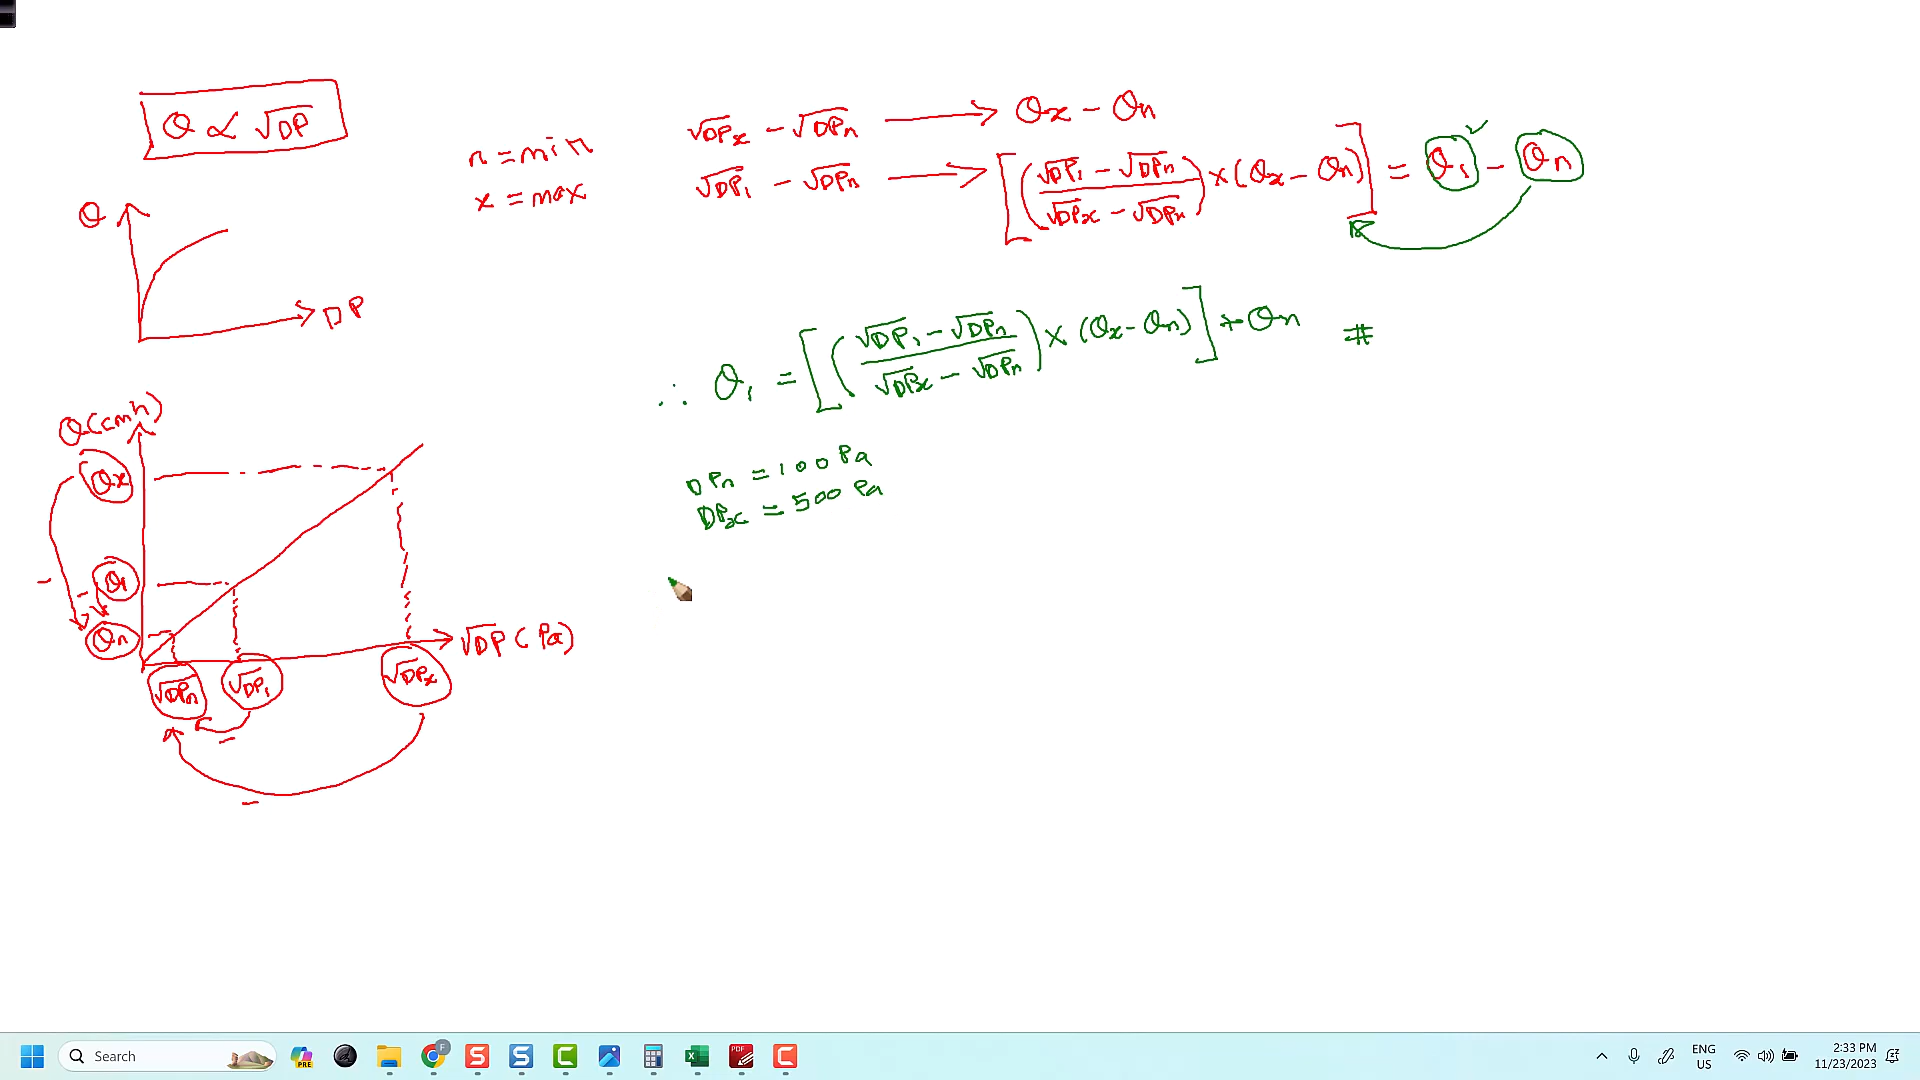 Q ∝ √DP
n = min
x = max
√DPx − √DPn ⟶ Qx − Qn
√DP1 − √DPn ⟶ [((√DP1 − √DPn)/(√DPx − √DPn)) × (Qx − Qn)] = Q1 − Qn
Q
DP
∴ Q1 = [((√DP1 − √DPn)/(√DPx − √DPn)) × (Qx − Qn)] + Qn #
DPn = 100 Pa
DPx = 500 Pa
Q(cmh)
Qx
Q1
Qn
√DP (Pa)
√DPn
√DP1
√DPx
Search
PRE
F
PDF
ENG
US
2:33 PM
11/23/2023